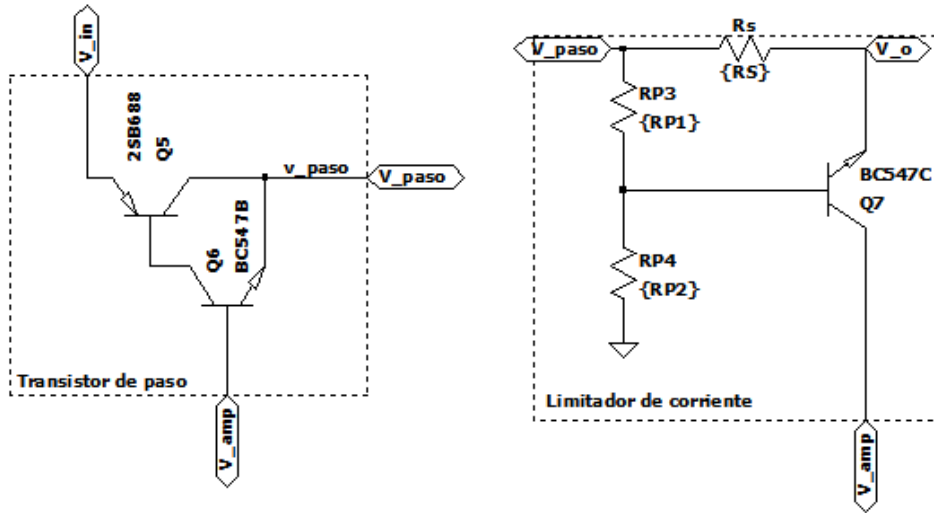 V_in
2SB688
Q5
v_paso
V_paso
Q6
BC547B
Transistor de paso
V_amp
Rs
{RS}
V_paso
V_o
RP3
{RP1}
BC547C
Q7
RP4
{RP2}
Limitador de corriente
V_amp